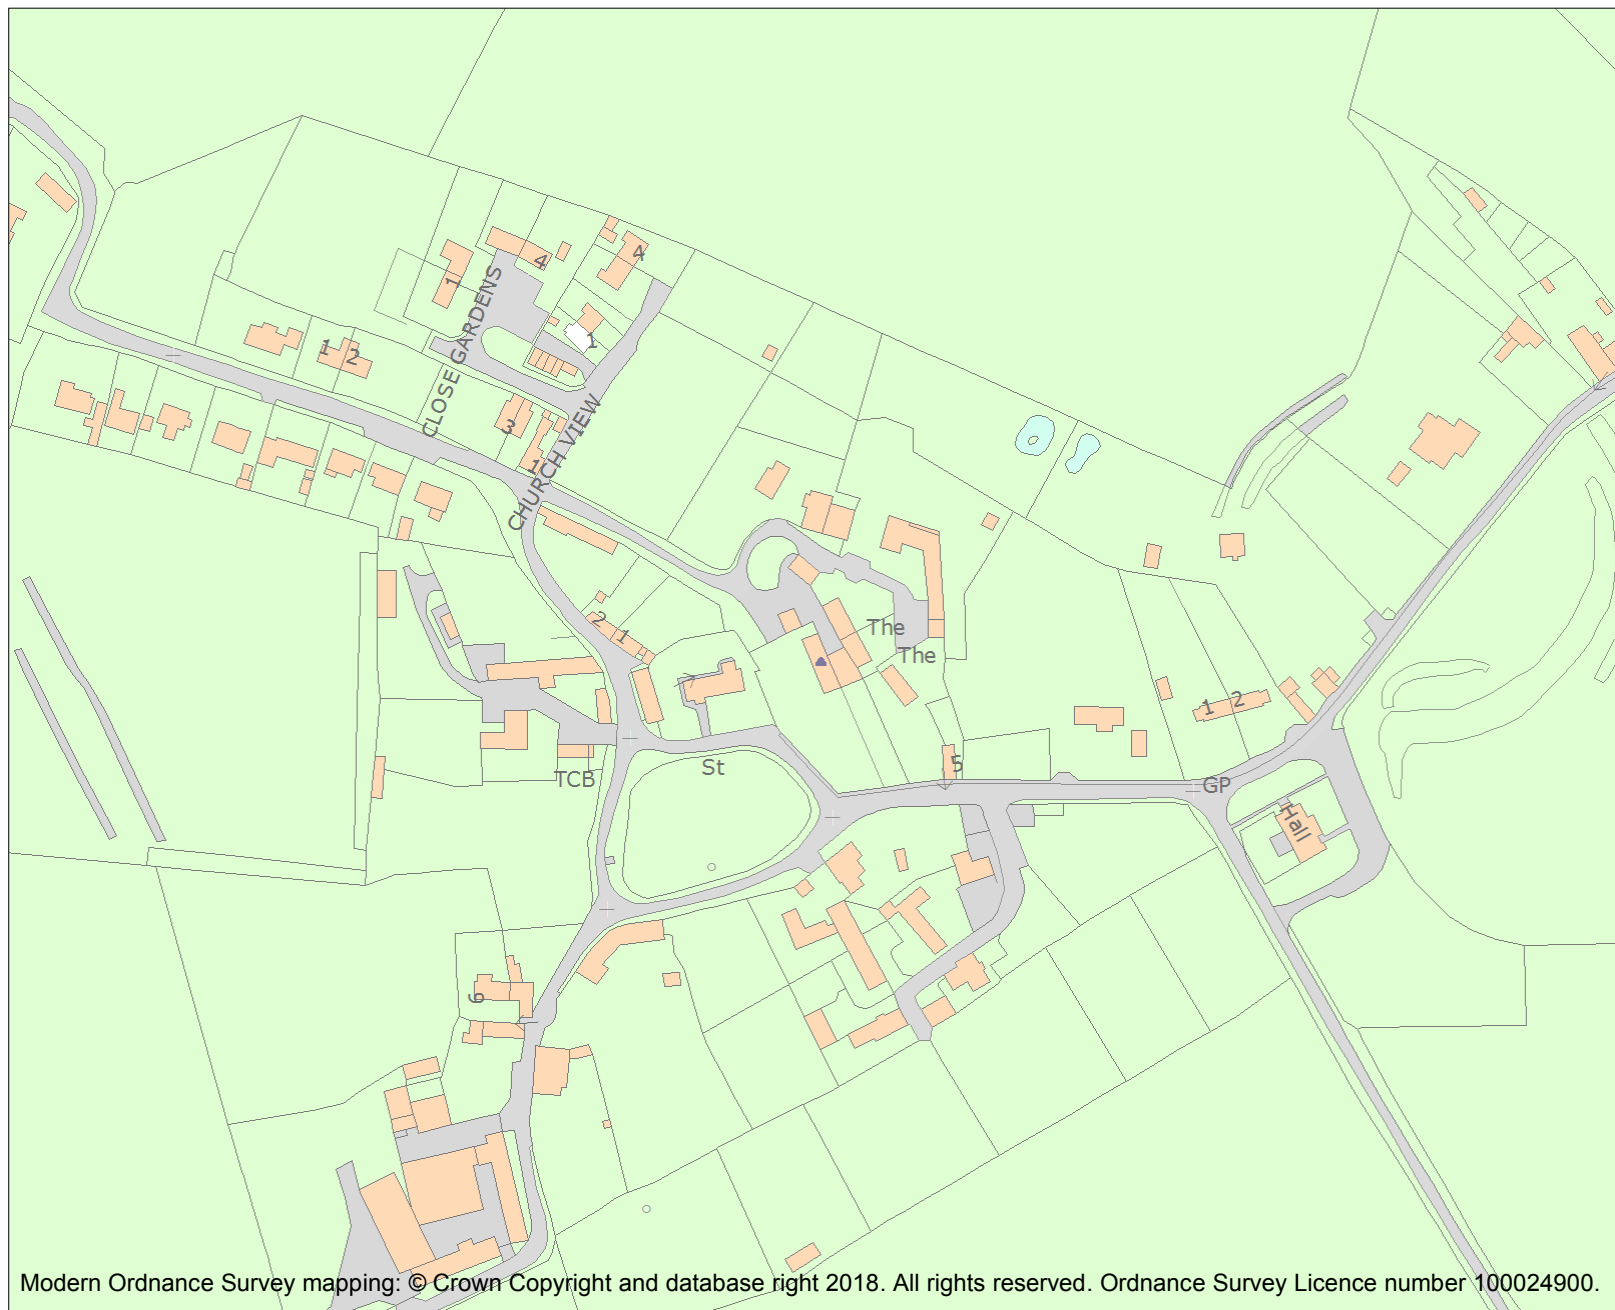 4
4
1
CLOSE GARDENS
1
1
2
CHURCH VIEW
3
1
2
1
The
The
1
2
TCB
St
5
GP
Hall
6
Modern Ordnance Survey mapping: © Crown Copyright and database right 2018. All rights reserved. Ordnance Survey Licence number 100024900.